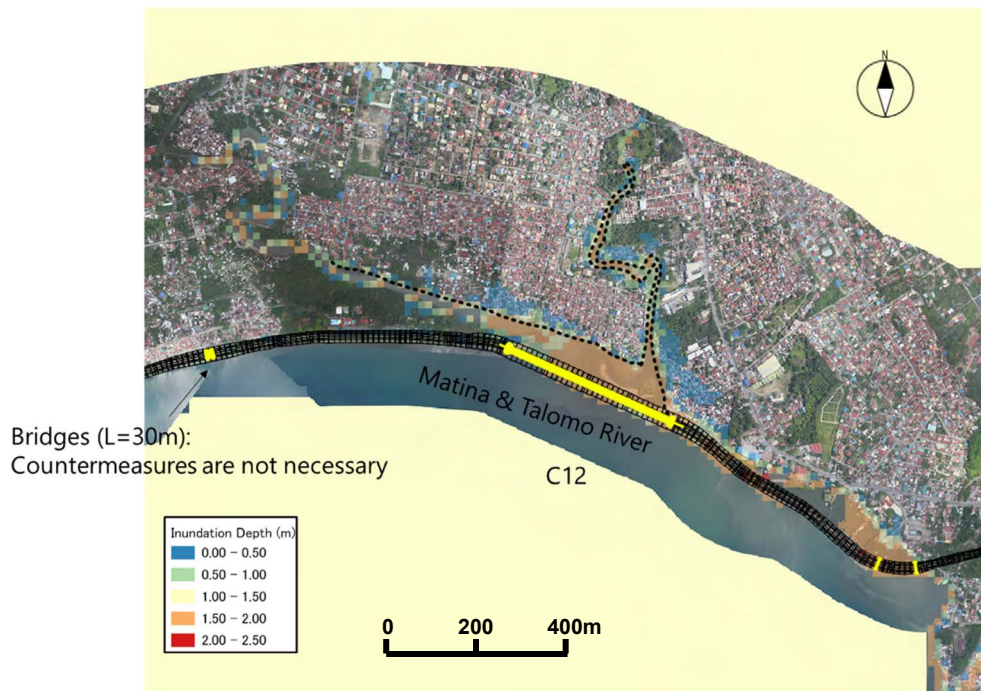 N
Matina & Talomo River
Bridges (L=30m):
Countermeasures are not necessary
C12
Inundation Depth (m)
0.00 - 0.50
0.50 - 1.00
1.00 - 1.50
1.50 - 2.00
2.00 - 2.50
0 200 400m